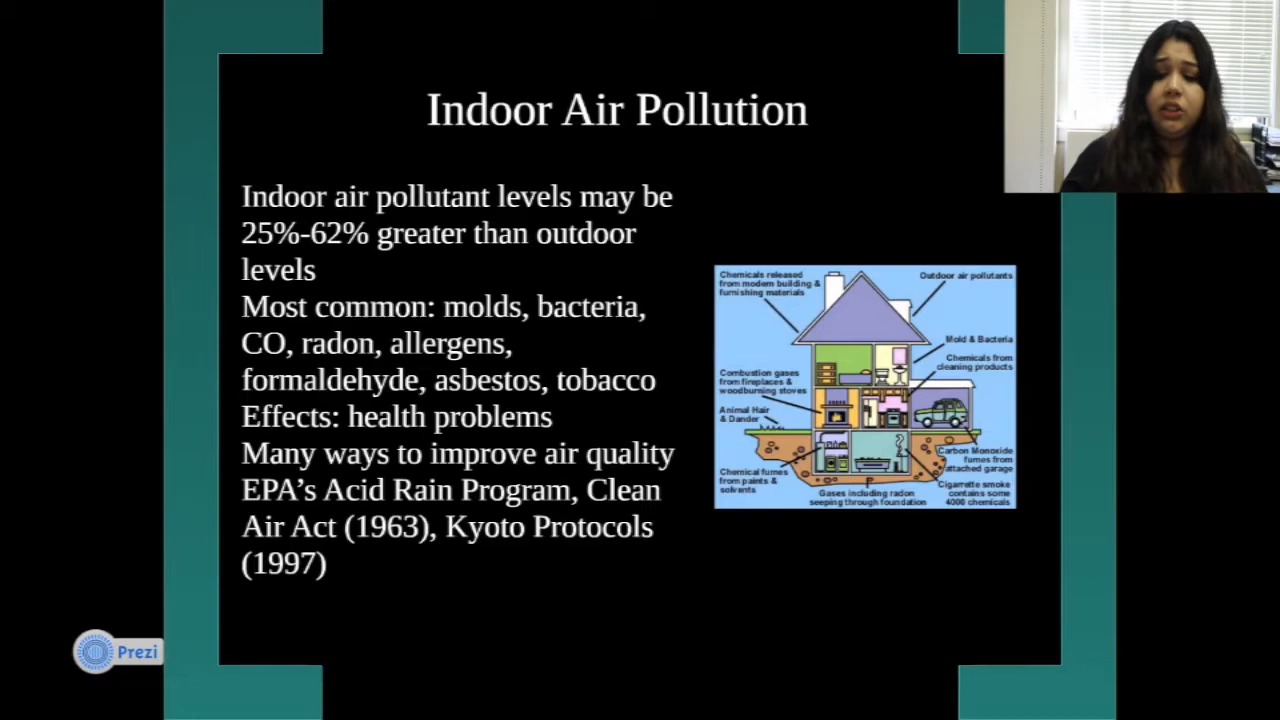 Indoor Air Pollution
Indoor air pollutant levels may be
25%-62% greater than outdoor
levels
Most common: molds, bacteria,
CO, radon, allergens,
formaldehyde, asbestos, tobacco
Effects: health problems
Many ways to improve air quality
EPA’s Acid Rain Program, Clean
Air Act (1963), Kyoto Protocols
(1997)
Chemicals released
from modern building &
furnishing materials
Outdoor air pollutants
Mold & Bacteria
Chemicals from
cleaning products
Combustion gases
from fireplaces &
woodburning stoves
Animal Hair
& Dander
Carbon Monoxide
fumes from
attached garage
Chemical fumes
from paints &
solvants
Gases including radon
seeping through foundation
Cigarrette smoke
contains some
4000 chemicals
Prezi